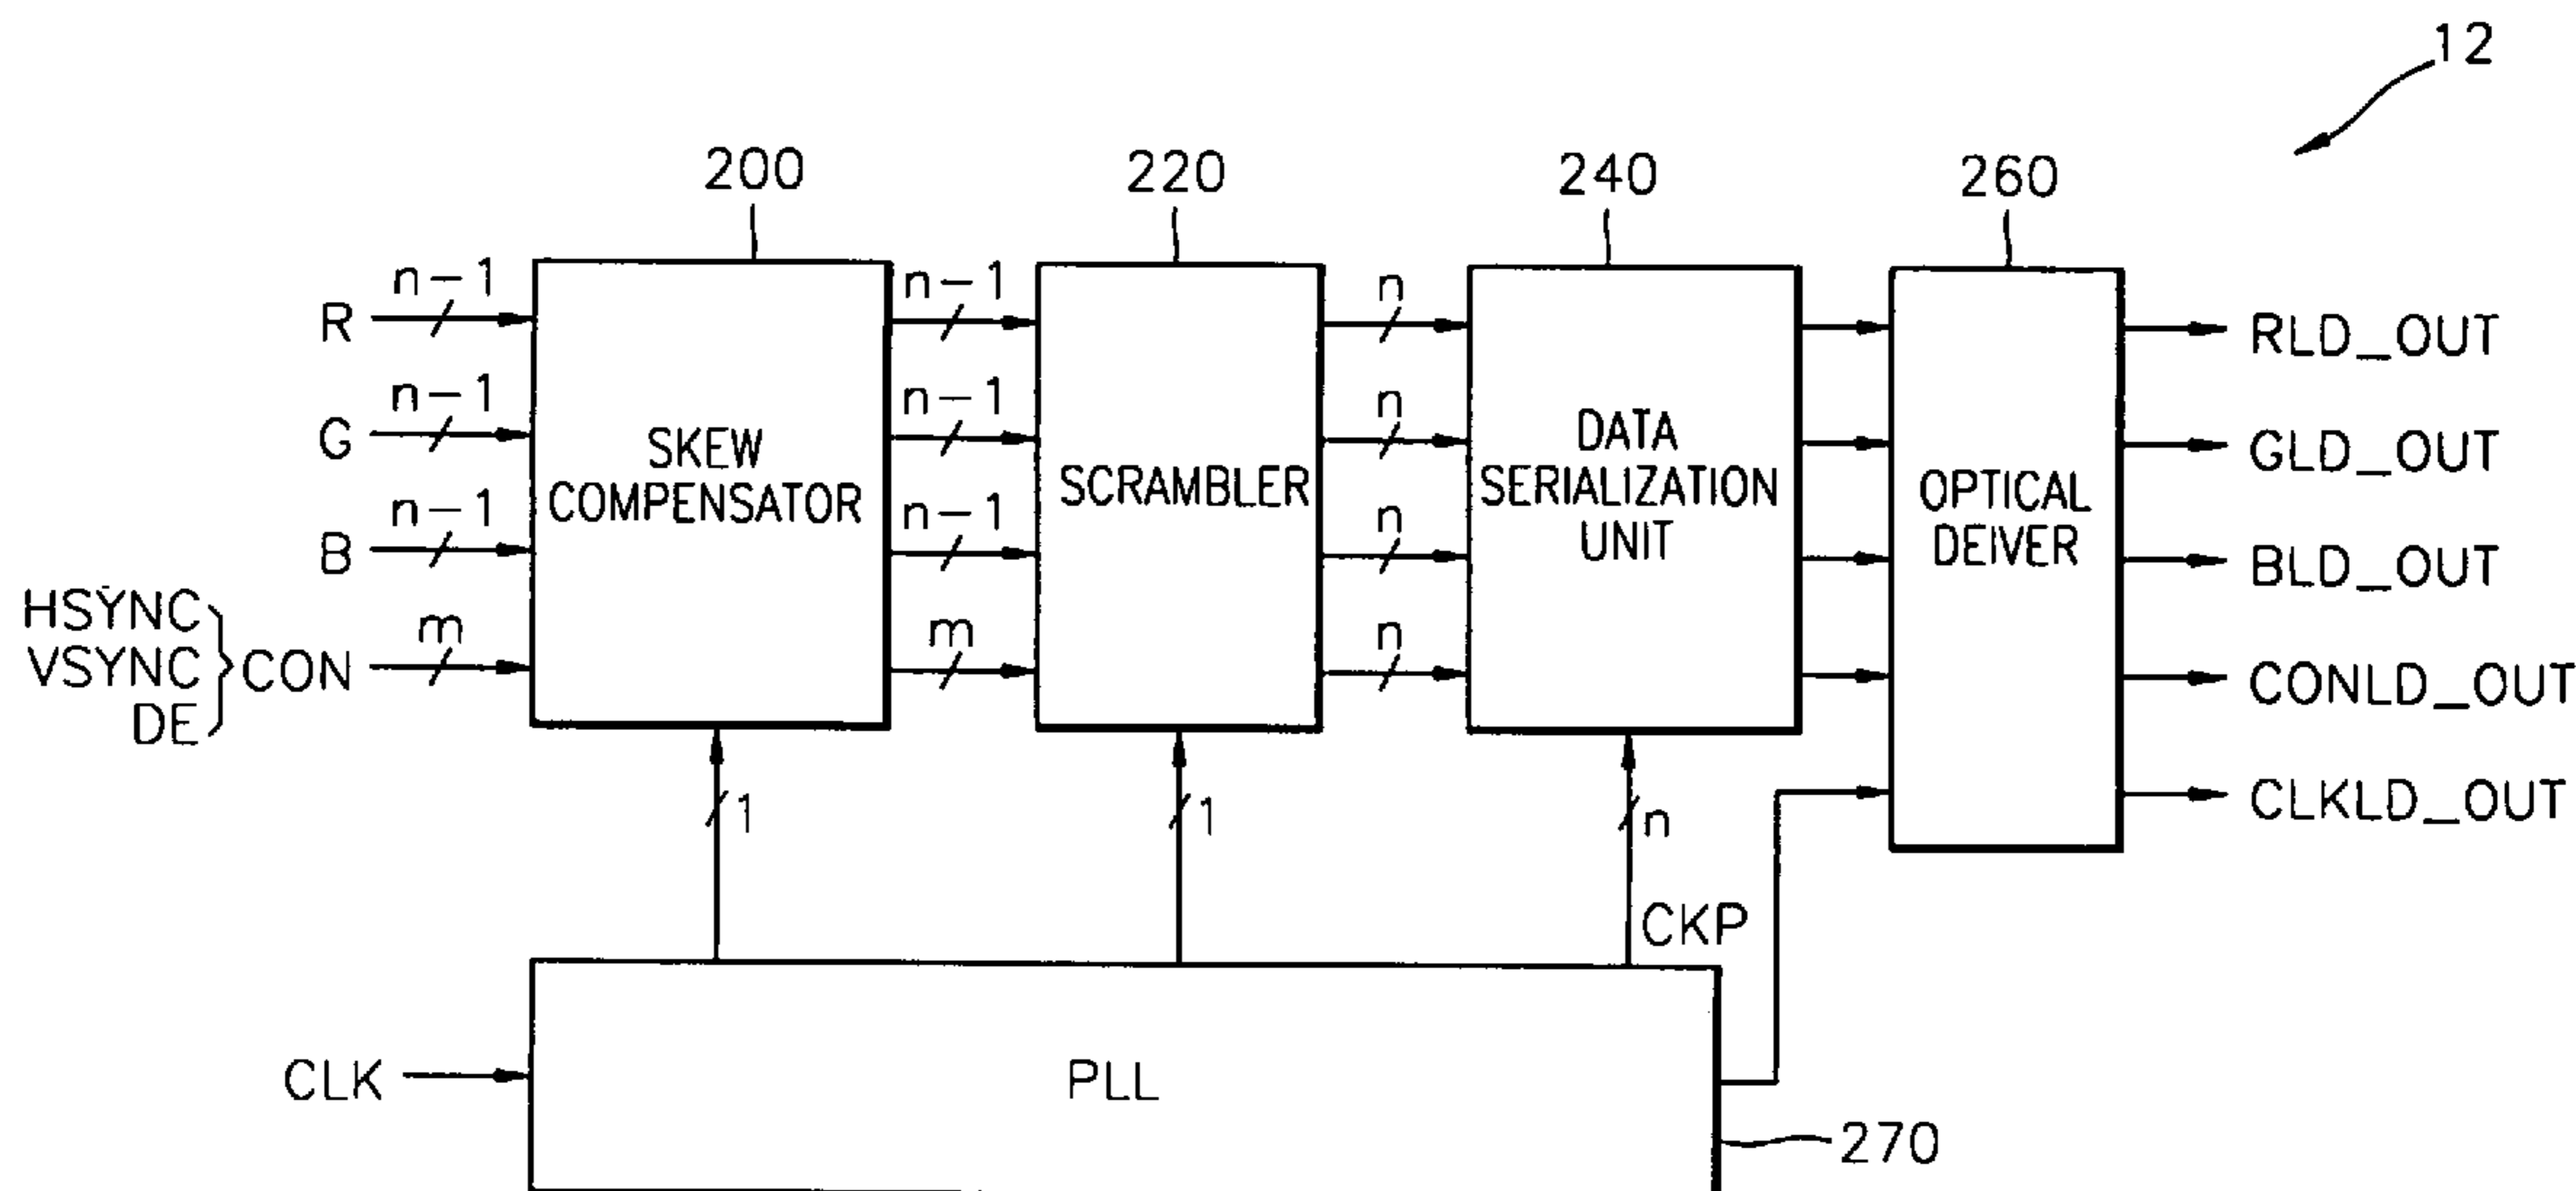 12
200
220
240
260
R
n-1
n-1
n
RLD_OUT
G
n-1
n-1
n
GLD_OUT
B
n-1
n-1
n
BLD_OUT
HSYNC
VSYNC
DE
CON
m
m
n
CONLD_OUT
SKEW
COMPENSATOR
SCRAMBLER
DATA
SERIALIZATION
UNIT
OPTICAL
DEIVER
1
1
n
CLKLD_OUT
CKP
CLK
PLL
270